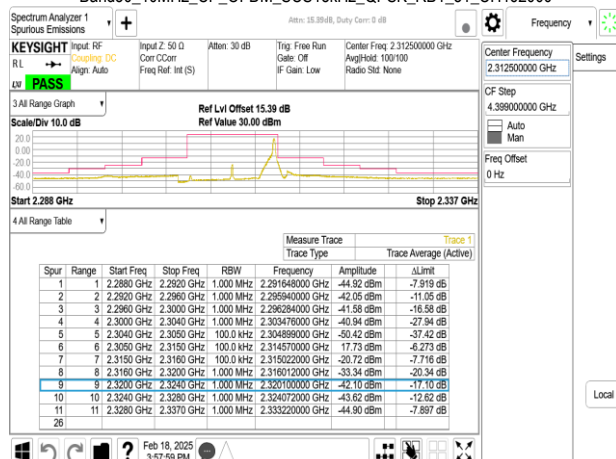 Spectrum Analyzer 1
Spurious Emissions
Attn: 15.39dB, Duty Corr: 0 dB
Frequency
KEYSIGHT
RL
PASS
Input: RF
Coupling: DC
Align: Auto
Input Z: 50 Ω
Corr CCorr
Freq Ref: Int (S)
Atten: 30 dB
Trig: Free Run
Gate: Off
IF Gain: Low
Center Freq: 2.312500000 GHz
Avg|Hold: 100/100
Radio Std: None
Center Frequency
2.312500000 GHz
Settings
CF Step
4.399000000 GHz
Auto
Man
Freq Offset
0 Hz
3 All Range Graph
Scale/Div 10.0 dB
Ref Lvl Offset 15.39 dB
Ref Value 30.00 dBm
20.0
0.00
-20.0
-40.0
-60.0
Start 2.288 GHz
Stop 2.337 GHz
4 All Range Table
Measure Trace Trace 1
Trace Type Trace Average (Active)
Spur Range Start Freq Stop Freq RBW Frequency Amplitude ΔLimit
1 1 2.2880 GHz 2.2920 GHz 1.000 MHz 2.291648000 GHz -44.92 dBm -7.919 dB
2 2 2.2920 GHz 2.2960 GHz 1.000 MHz 2.295940000 GHz -42.05 dBm -11.05 dB
3 3 2.2960 GHz 2.3000 GHz 1.000 MHz 2.296284000 GHz -41.58 dBm -16.58 dB
4 4 2.3000 GHz 2.3040 GHz 1.000 MHz 2.303476000 GHz -40.94 dBm -27.94 dB
5 5 2.3040 GHz 2.3050 GHz 100.0 kHz 2.304899000 GHz -50.42 dBm -37.42 dB
6 6 2.3050 GHz 2.3150 GHz 100.0 kHz 2.314570000 GHz 17.73 dBm -6.273 dB
7 7 2.3150 GHz 2.3160 GHz 100.0 kHz 2.315022000 GHz -20.72 dBm -7.716 dB
8 8 2.3160 GHz 2.3200 GHz 1.000 MHz 2.316012000 GHz -33.34 dBm -20.34 dB
9 9 2.3200 GHz 2.3240 GHz 1.000 MHz 2.320100000 GHz -42.10 dBm -17.10 dB
10 10 2.3240 GHz 2.3280 GHz 1.000 MHz 2.324072000 GHz -43.62 dBm -12.62 dB
11 11 2.3280 GHz 2.3370 GHz 1.000 MHz 2.333220000 GHz -44.90 dBm -7.897 dB
26
Local
Feb 18, 2025
3:57:59 PM